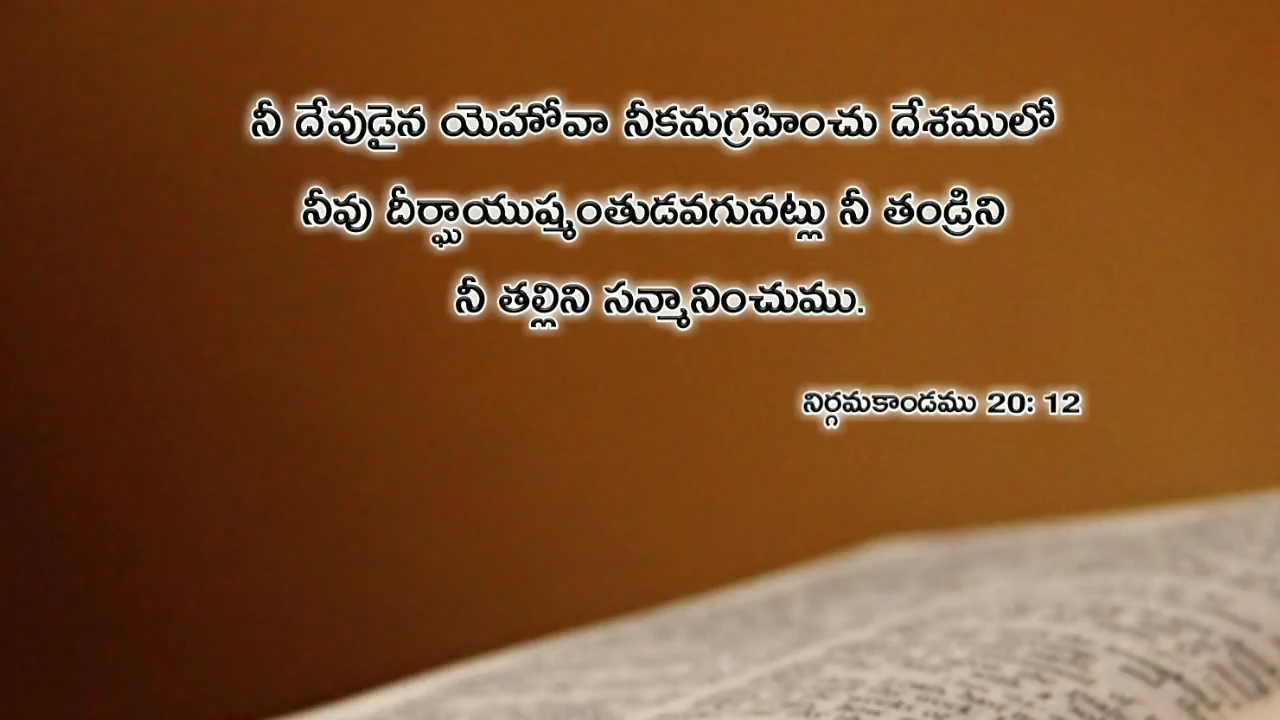 నీ దేవుడైన యెహోవా నీకనుగ్రహించు దేశములో
నీవు దీర్ఘాయుష్మంతుడవగునట్లు నీ తండ్రిని
నీ తల్లిని సన్మానించుము.
నిర్గమకాండము 20: 12